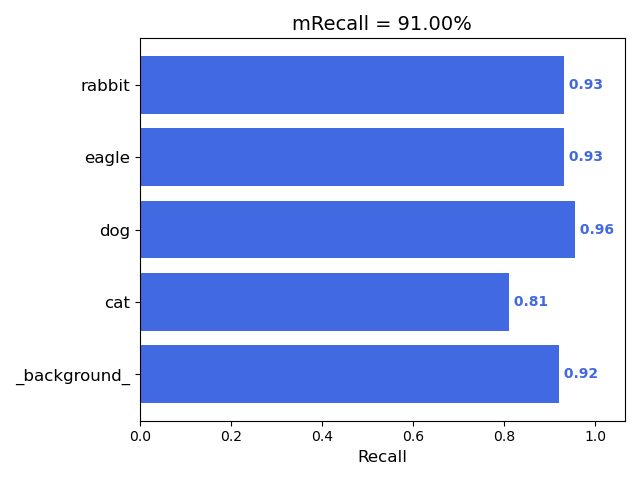 mRecall = 91.00%
rabbit 0.93
eagle 0.93
dog 0.96
cat 0.81
_background_ 0.92
0.0 0.2 0.4 0.6 0.8 1.0
Recall